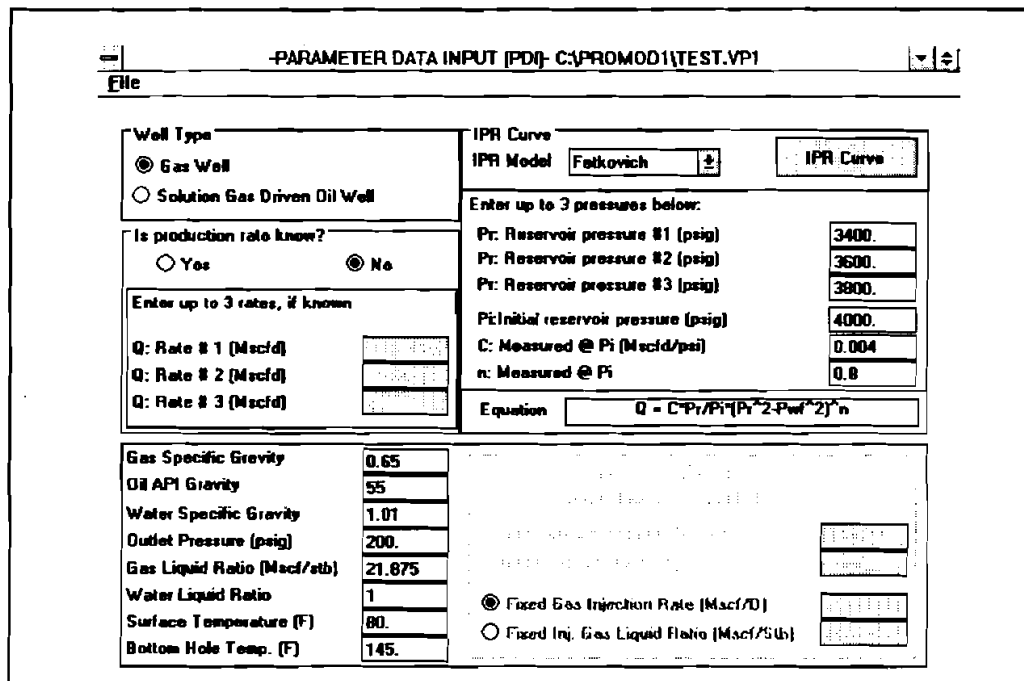 -PARAMETER DATA INPUT (PDI)- C:\PROMOD1\TEST.VP1
File
Well Type
Gas Well
Solution Gas Driven Oil Well
Is production rate know?
Yes
No
Enter up to 3 rates, if known
Q: Rate # 1 (Mscfd)
Q: Rate # 2 (Mscfd)
Q: Rate # 3 (Mscfd)
IPR Curve
IPR Model Fetkovich
IPR Curve
Enter up to 3 pressures below:
Pr: Reservoir pressure #1 (psig) 3400.
Pr: Reservoir pressure #2 (psig) 3600.
Pr: Reservoir pressure #3 (psig) 3800.
Pi:Initial reservoir pressure (psig) 4000.
C: Measured @ Pi (Mscfd/psi) 0.004
n: Measured @ Pi 0.8
Equation Q = C*Pr/Pi*(Pr^2-Pwf^2)^n
Gas Specific Gravity 0.65
Oil API Gravity 55
Water Specific Gravity 1.01
Outlet Pressure (psig) 200.
Gas Liquid Ratio (Mscf/stb) 21.875
Water Liquid Ratio 1
Surface Temperature (F) 80.
Bottom Hole Temp. (F) 145.
Fixed Gas Injection Rate (Mscf/D)
Fixed Inj. Gas Liquid Ratio (Mscf/Stb)